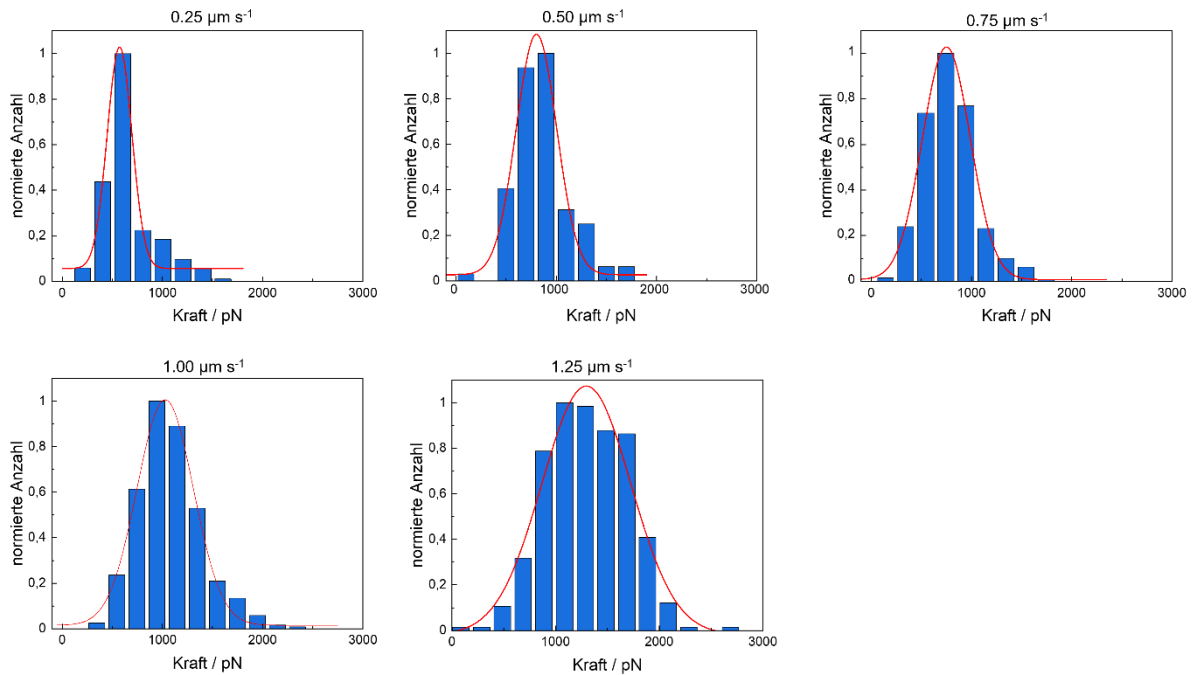 0.25 µm s⁻¹
1
0,8
0,6
0,4
0,2
0
normierte Anzahl
0 1000 2000 3000
Kraft / pN
0.50 µm s⁻¹
1
0,8
0,6
0,4
0,2
0
normierte Anzahl
0 1000 2000 3000
Kraft / pN
0.75 µm s⁻¹
1
0,8
0,6
0,4
0,2
0
normierte Anzahl
0 1000 2000 3000
Kraft / pN
1.00 µm s⁻¹
1
0,8
0,6
0,4
0,2
0
normierte Anzahl
0 1000 2000 3000
Kraft / pN
1.25 µm s⁻¹
1
0,8
0,6
0,4
0,2
0
normierte Anzahl
0 1000 2000 3000
Kraft / pN